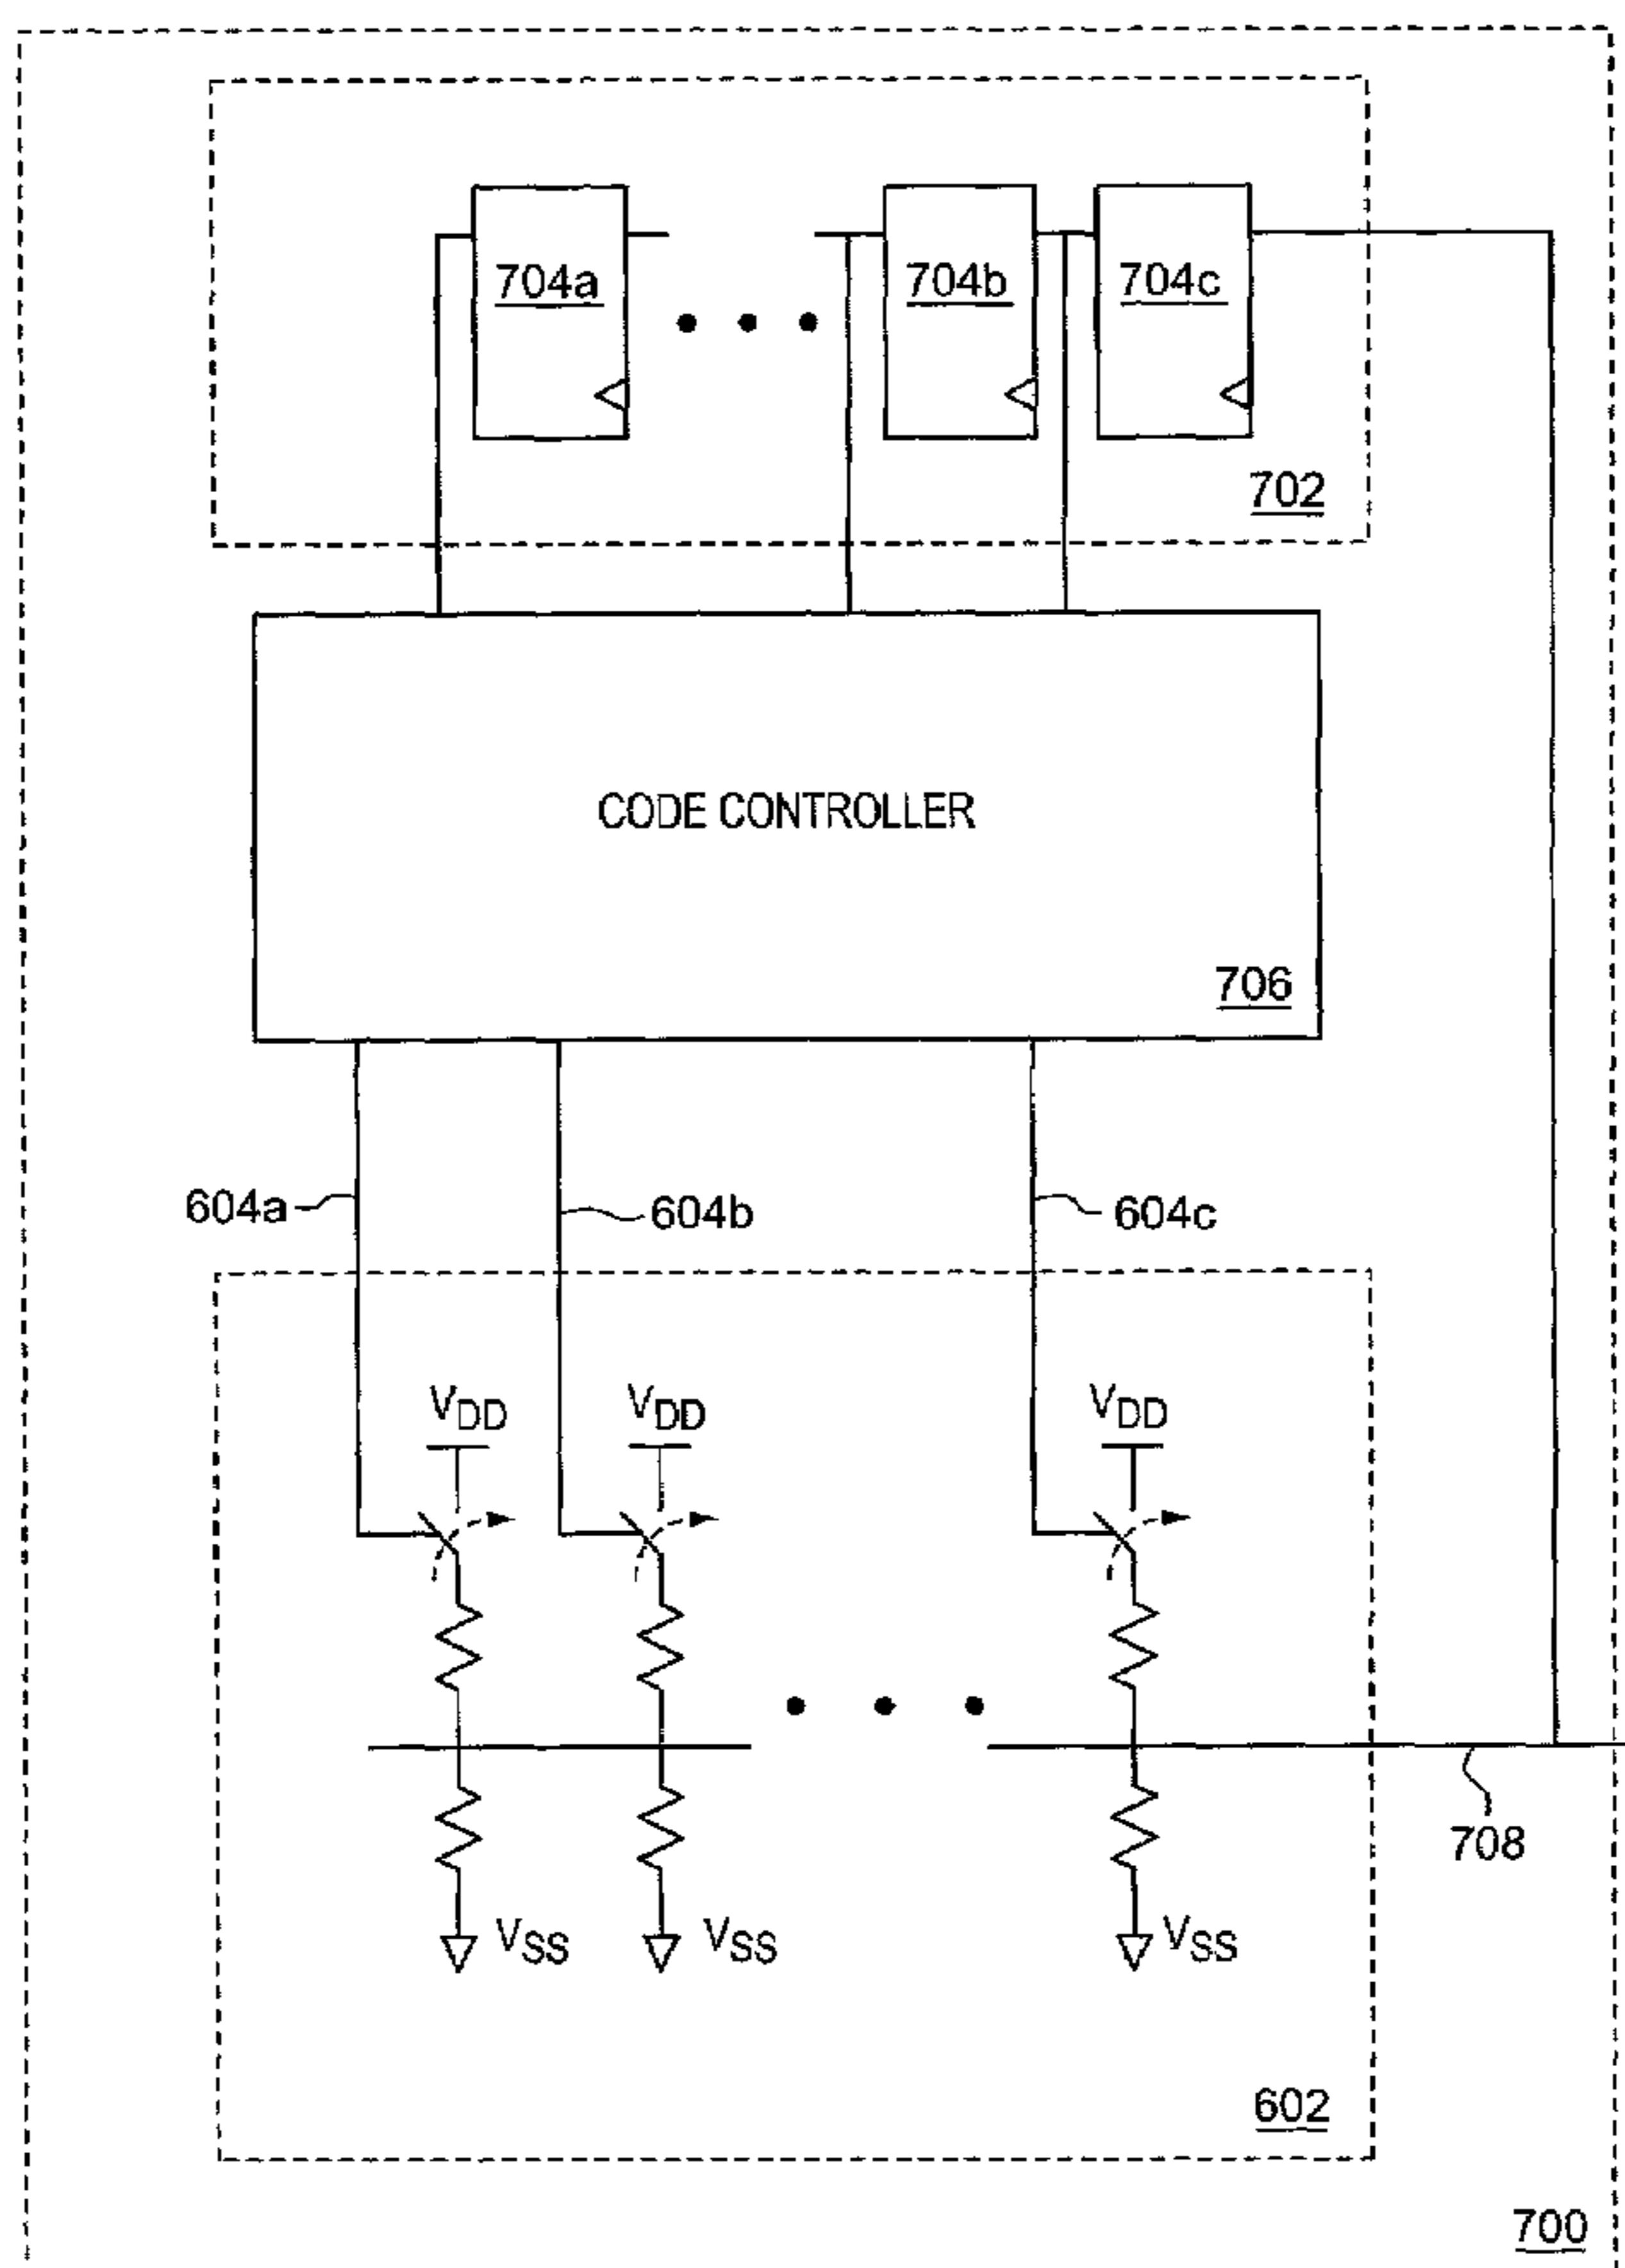 704a
704b
704c
702
CODE CONTROLLER
706
604a
604b
604c
VDD
VDD
VDD
708
VSS
VSS
VSS
602
700